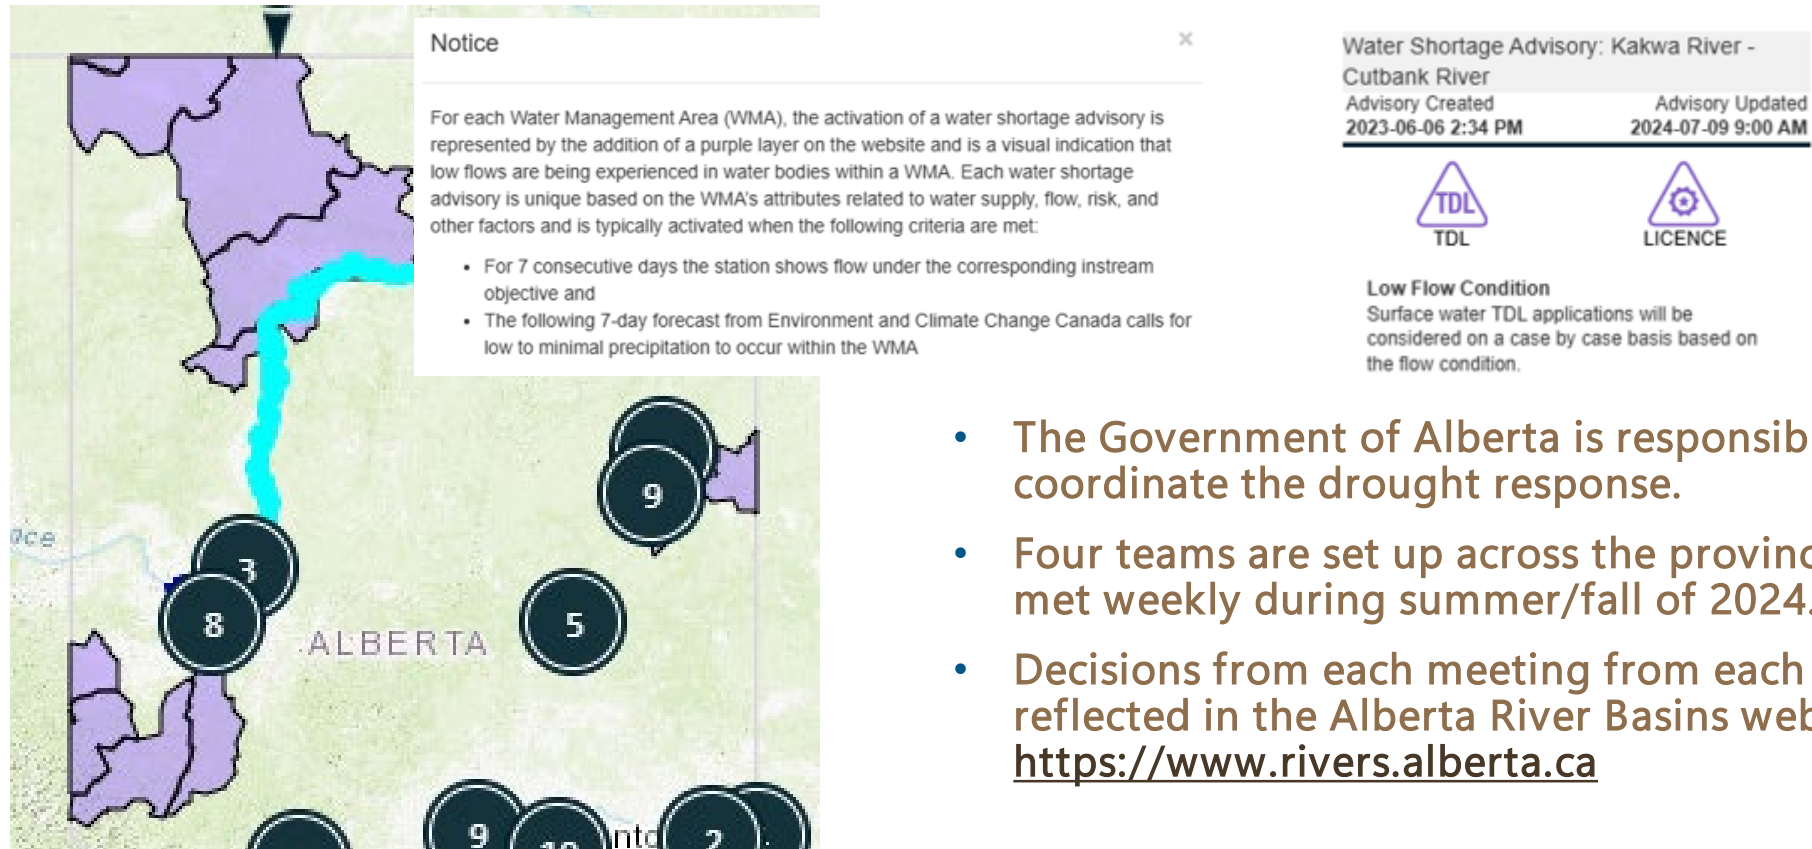 Notice
×
For each Water Management Area (WMA), the activation of a water shortage advisory is
represented by the addition of a purple layer on the website and is a visual indication that
low flows are being experienced in water bodies within a WMA. Each water shortage
advisory is unique based on the WMA's attributes related to water supply, flow, risk, and
other factors and is typically activated when the following criteria are met:
• For 7 consecutive days the station shows flow under the corresponding instream
objective and
• The following 7-day forecast from Environment and Climate Change Canada calls for
low to minimal precipitation to occur within the WMA
Water Shortage Advisory: Kakwa River -
Cutbank River
Advisory Created Advisory Updated
2023-06-06 2:34 PM 2024-07-09 9:00 AM
TDL
TDL LICENCE
Low Flow Condition
Surface water TDL applications will be
considered on a case by case basis based on
the flow condition.
9
3
8
5
ALBERTA
9
2
• The Government of Alberta is
coordinate the drought response.
• Four teams are set up across the
met weekly during summer/fall of 2024.
• Decisions from each meeting from each
reflected in the Alberta River Basins
https://www.rivers.alberta.ca